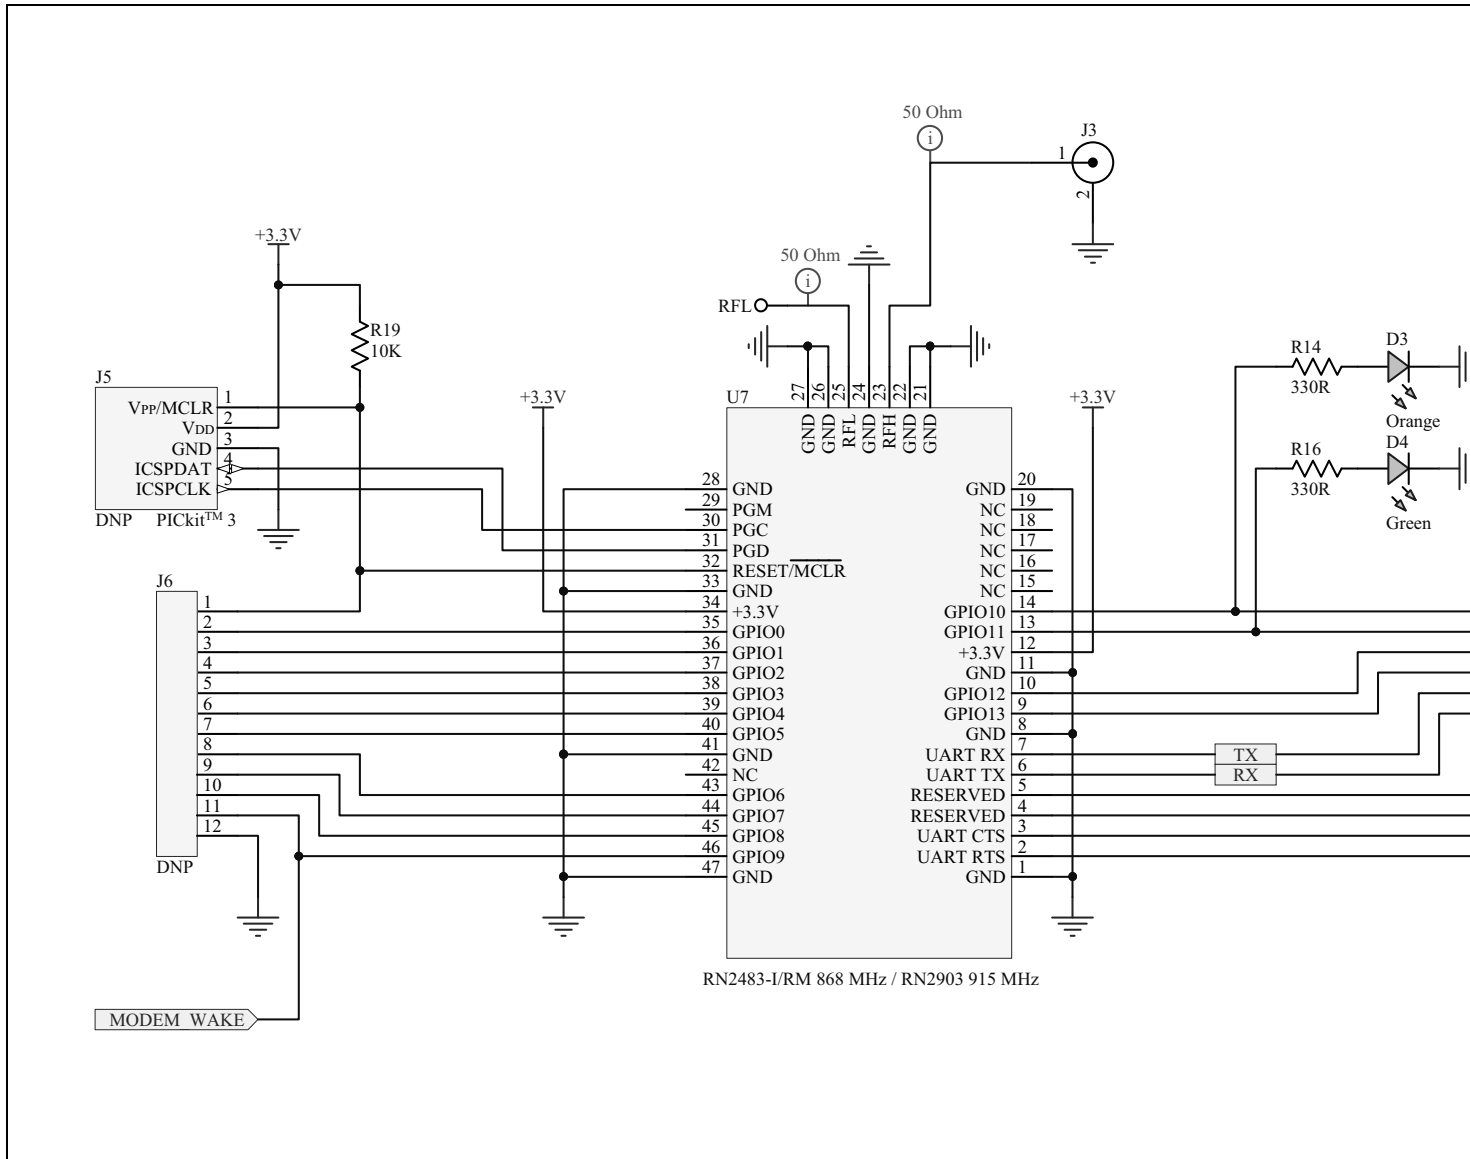 50 Ohm
i
J3
1
2
+3.3V
50 Ohm
i
RFL
R19
10K
R14
330R
D3
Orange
J5
VPP/MCLR 1
VDD 2
GND 3
ICSPDAT 4
ICSPCLK 5
DNP PICkit™ 3
+3.3V
U7
27 26 25 24 23 22 21
GND GND RFL GND RFH GND GND
+3.3V
R16
330R
D4
Green
28 GND GND 20
29 PGM NC 19
30 PGC NC 18
31 PGD NC 17
32 RESET/MCLR NC 16
33 GND NC 15
34 +3.3V GPIO10 14
35 GPIO0 GPIO11 13
36 GPIO1 +3.3V 12
37 GPIO2 GND 11
38 GPIO3 GPIO12 10
39 GPIO4 GPIO13 9
40 GPIO5 GND 8
41 GND UART RX 7
42 NC UART TX 6
43 GPIO6 RESERVED 5
44 GPIO7 RESERVED 4
45 GPIO8 UART CTS 3
46 GPIO9 UART RTS 2
47 GND GND 1
TX
RX
J6
1
2
3
4
5
6
7
8
9
10
11
12
DNP
RN2483-I/RM 868 MHz / RN2903 915 MHz
MODEM_WAKE